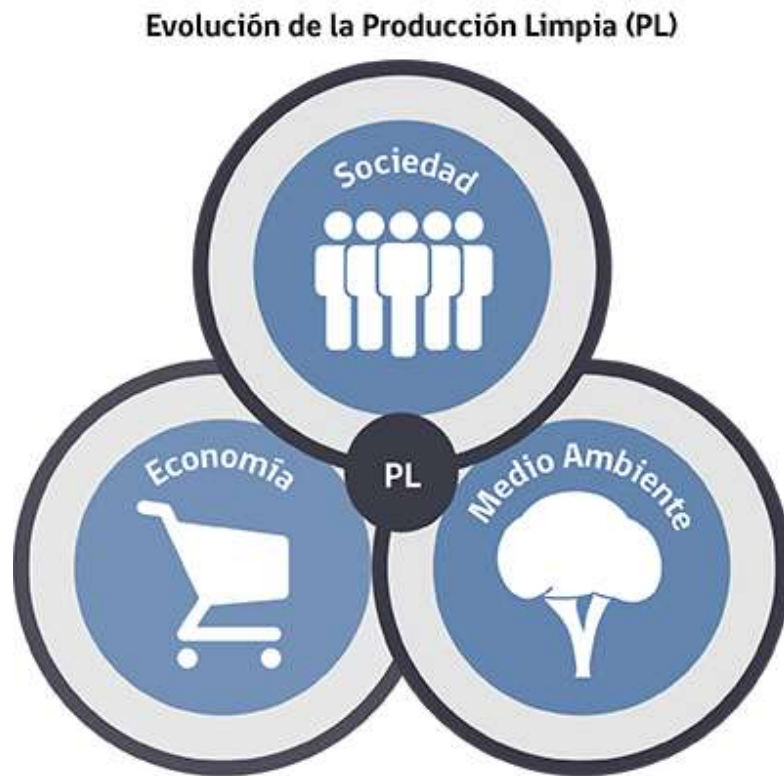 Evolución de la Producción Limpia (PL)
Sociedad
Economía
PL
Medio Ambiente